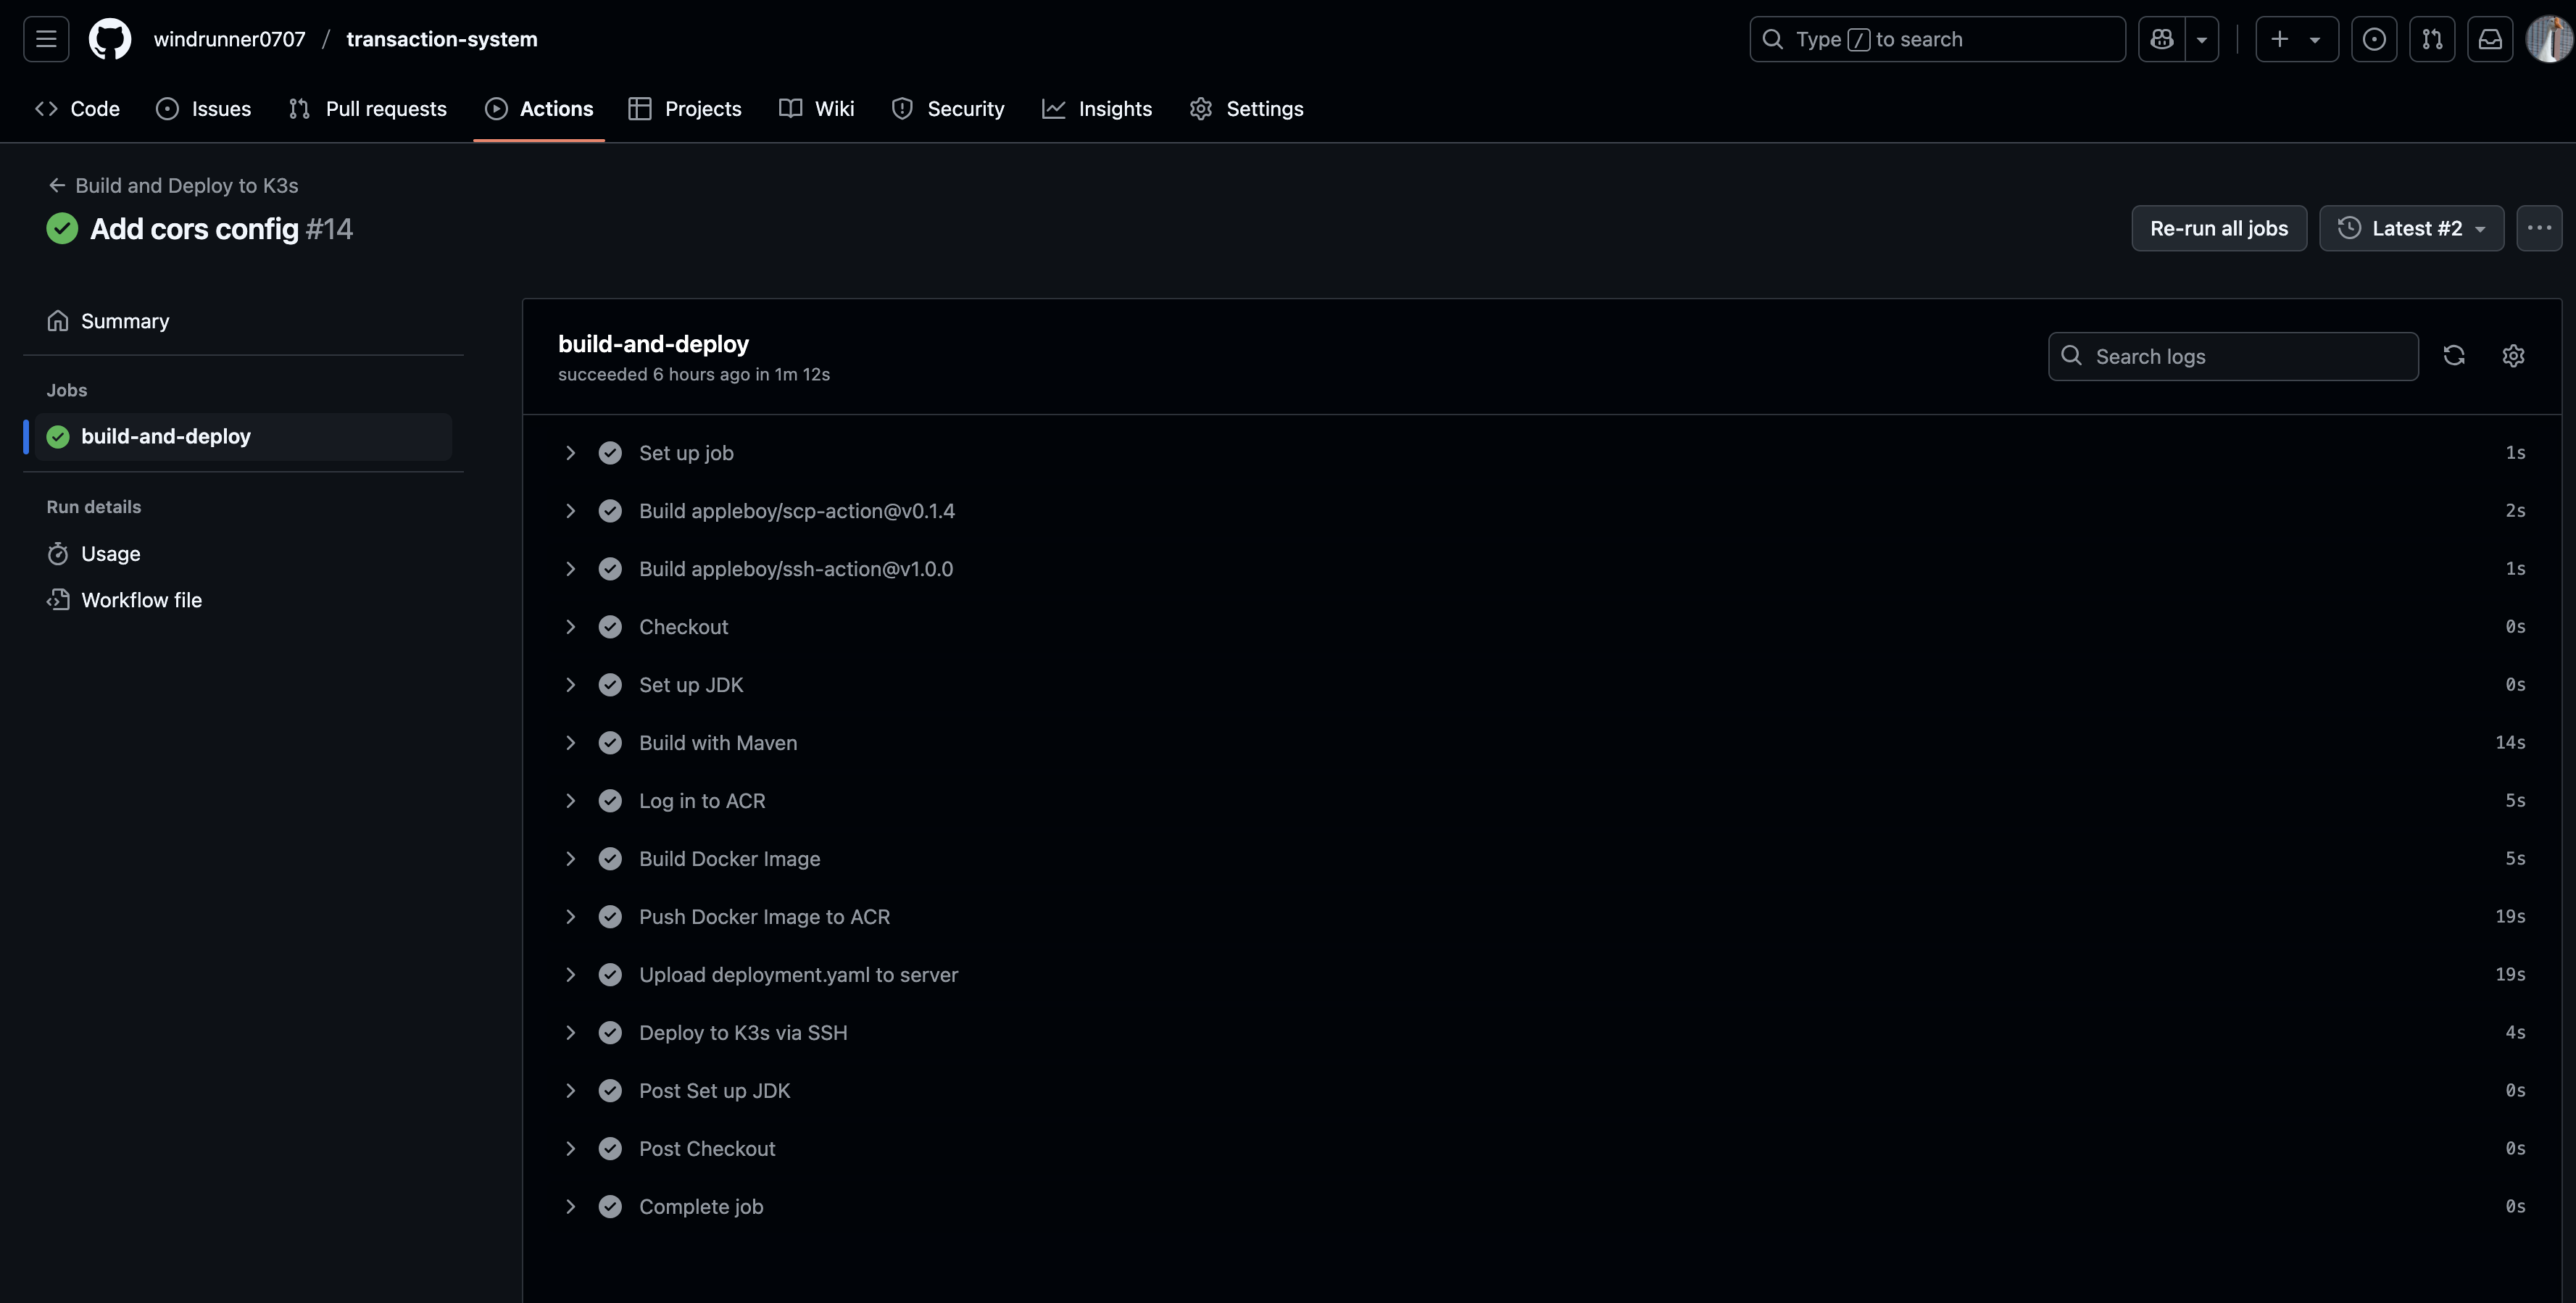 windrunner0707 / transaction-system
Type / to search
Code Issues Pull requests Actions Projects Wiki Security Insights Settings
Build and Deploy to K3s
Add cors config #14
Re-run all jobs
Latest #2
Summary
Jobs
build-and-deploy
Run details
Usage
Workflow file
build-and-deploy
succeeded 6 hours ago in 1m 12s
Search logs
Set up job 1s
Build appleboy/scp-action@v0.1.4 2s
Build appleboy/ssh-action@v1.0.0 1s
Checkout 0s
Set up JDK 0s
Build with Maven 14s
Log in to ACR 5s
Build Docker Image 5s
Push Docker Image to ACR 19s
Upload deployment.yaml to server 19s
Deploy to K3s via SSH 4s
Post Set up JDK 0s
Post Checkout 0s
Complete job 0s